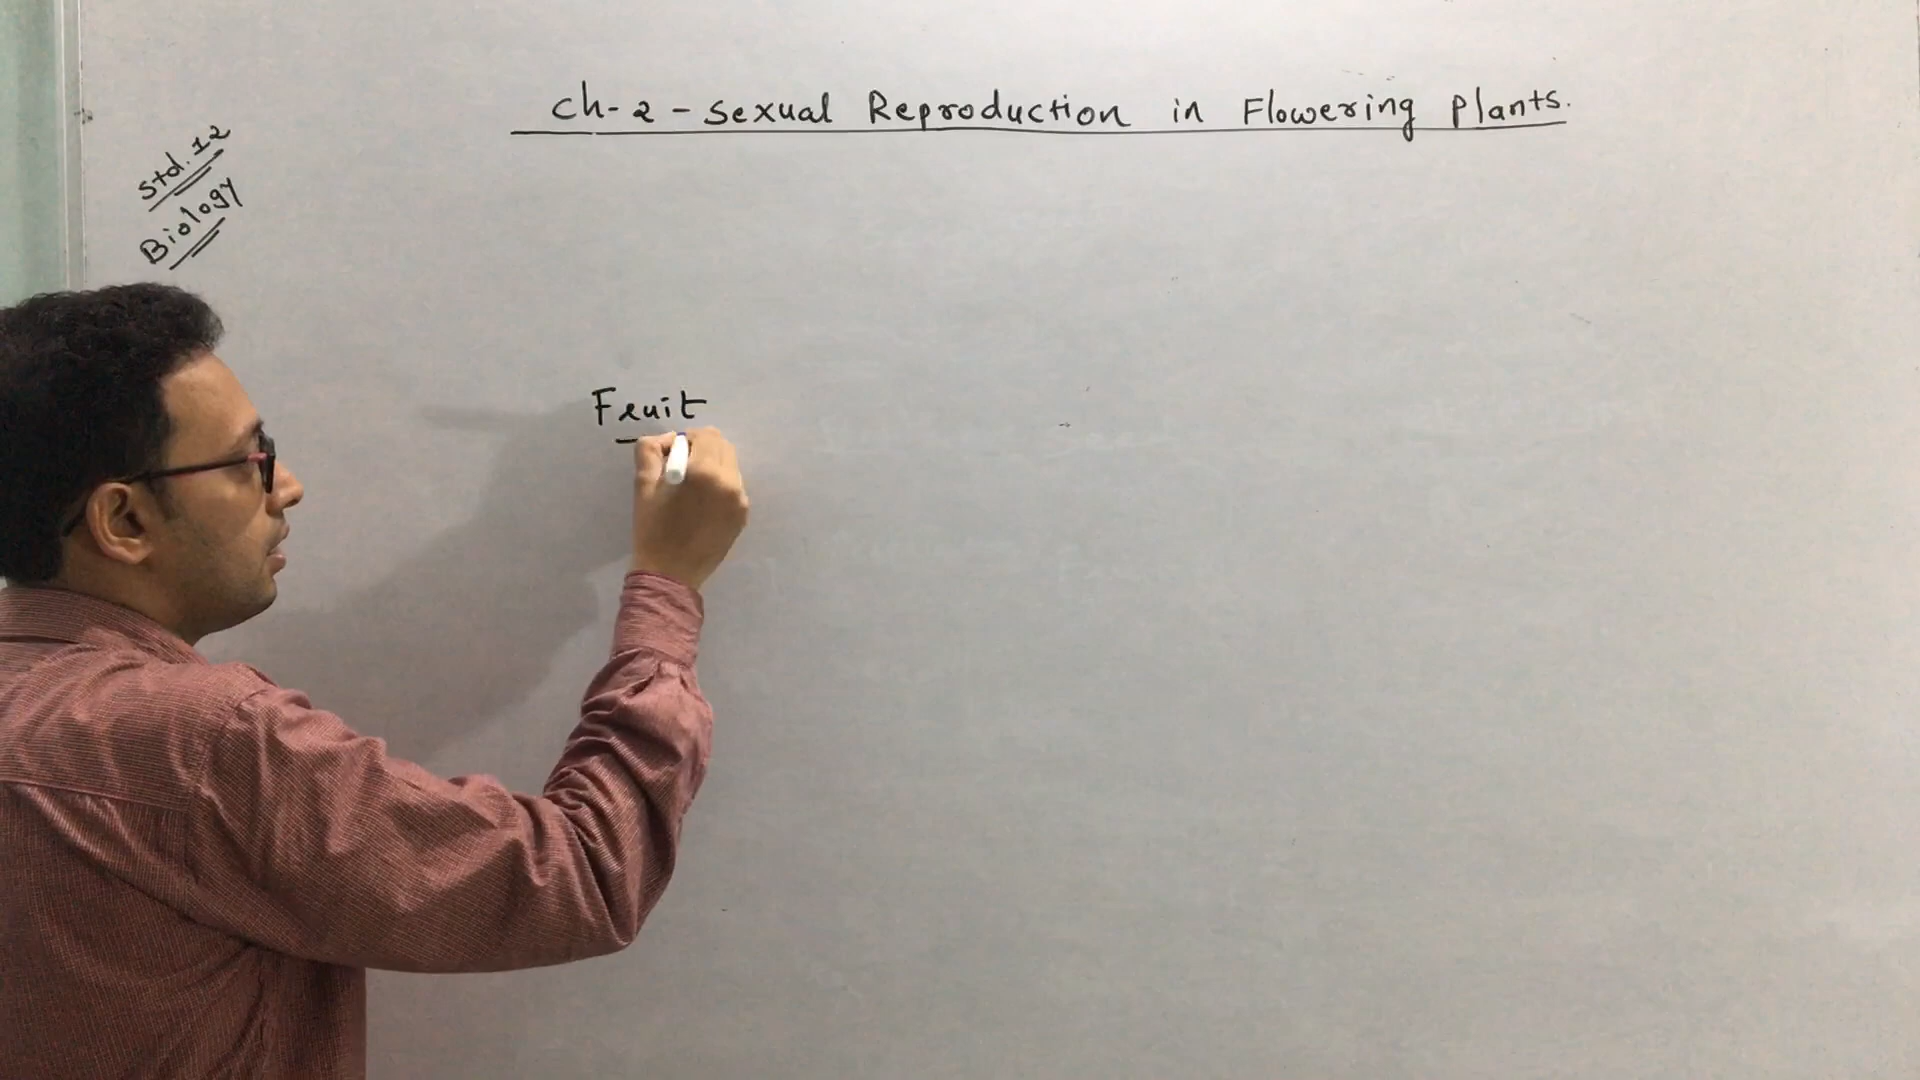 Ch-2-Sexual Reproduction in Flowering Plants.
Std.12
Biology
Fruit